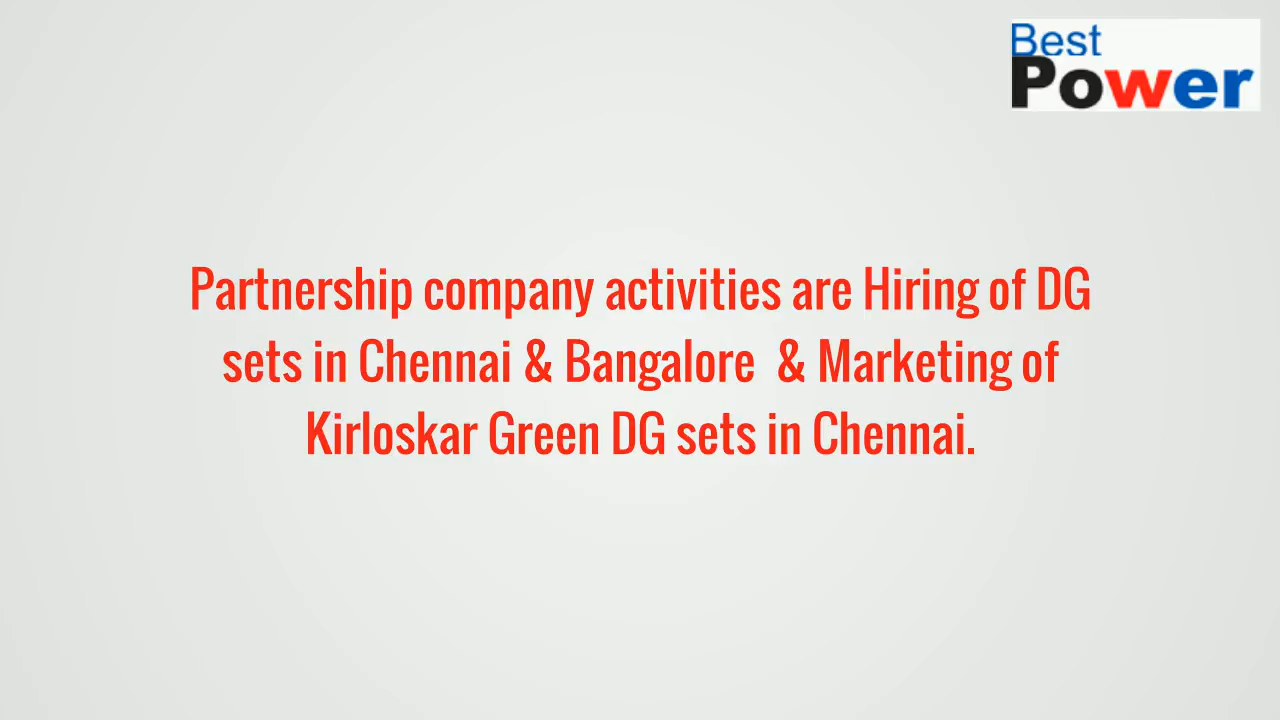 Best
Power
Partnership company activities are Hiring of DG
sets in Chennai & Bangalore  & Marketing of
Kirloskar Green DG sets in Chennai.